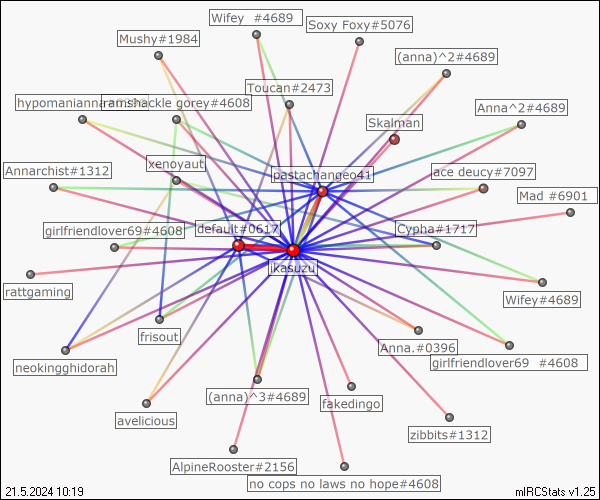 Wifey #4689
Soxy Foxy#5076
Mushy#1984
(anna)^2#4689
Toucan#2473
hypomaniannaramshackle gorey#4608
Anna^2#4689
Skalman
xenoyaut
Annarchist#1312
pastachangeo41
ace deucy#7097
Mad #6901
girlfriendlover69#4608
default#0617
Cypha#1717
ikasuzu
rattgaming
Wifey#4689
frisout
Anna.#0396
neokingghidorah
girlfriendlover69 #4608
(anna)^3#4689
fakedingo
avelicious
zibbits#1312
AlpineRooster#2156
no cops no laws no hope#4608
21.5.2024 10:19
mIRCStats v1.25